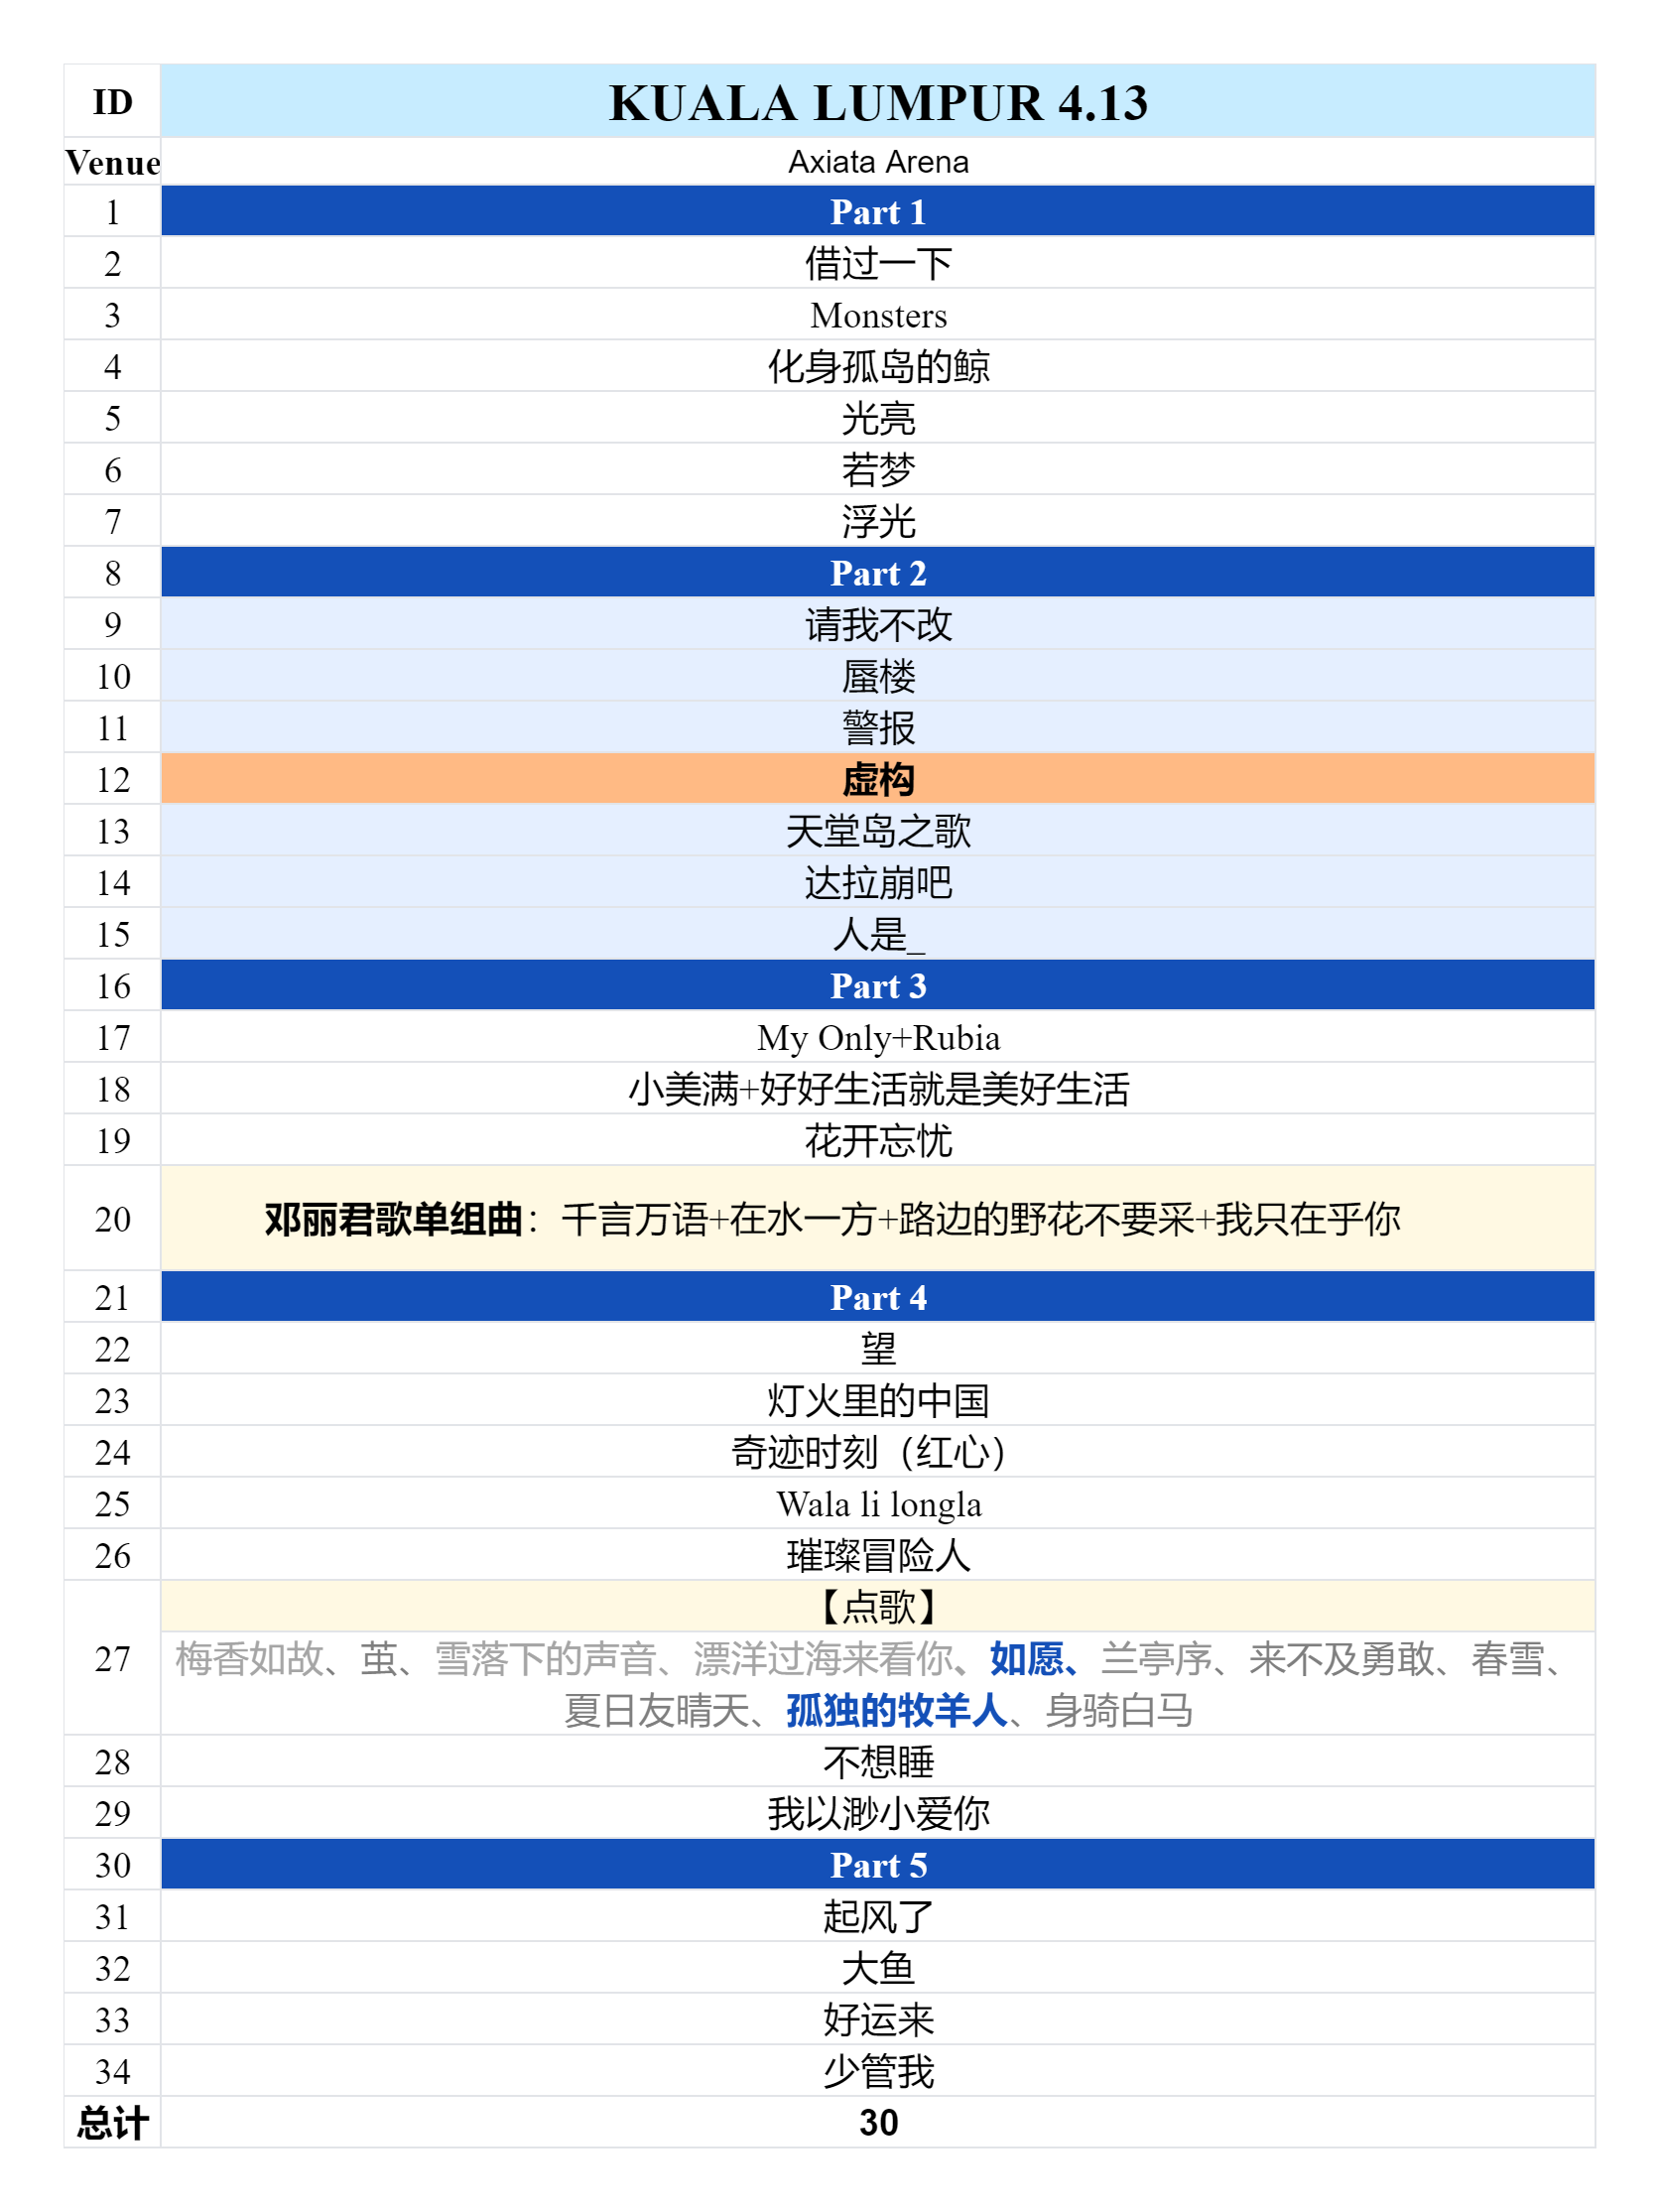 ID KUALA LUMPUR 4.13
Venue Axiata Arena
1 Part 1
2 借过一下
3 Monsters
4 化身孤岛的鲸
5 光亮
6 若梦
7 浮光
8 Part 2
9 请我不改
10 蜃楼
11 警报
12 虚构
13 天堂岛之歌
14 达拉崩吧
15 人是_
16 Part 3
17 My Only+Rubia
18 小美满+好好生活就是美好生活
19 花开忘忧
20 邓丽君歌单组曲：千言万语+在水一方+路边的野花不要采+我只在乎你
21 Part 4
22 望
23 灯火里的中国
24 奇迹时刻（红心）
25 Wala li longla
26 璀璨冒险人
【点歌】
27 梅香如故、茧、雪落下的声音、漂洋过海来看你、如愿、兰亭序、来不及勇敢、春雪、
夏日友晴天、孤独的牧羊人、身骑白马
28 不想睡
29 我以渺小爱你
30 Part 5
31 起风了
32 大鱼
33 好运来
34 少管我
总计 30